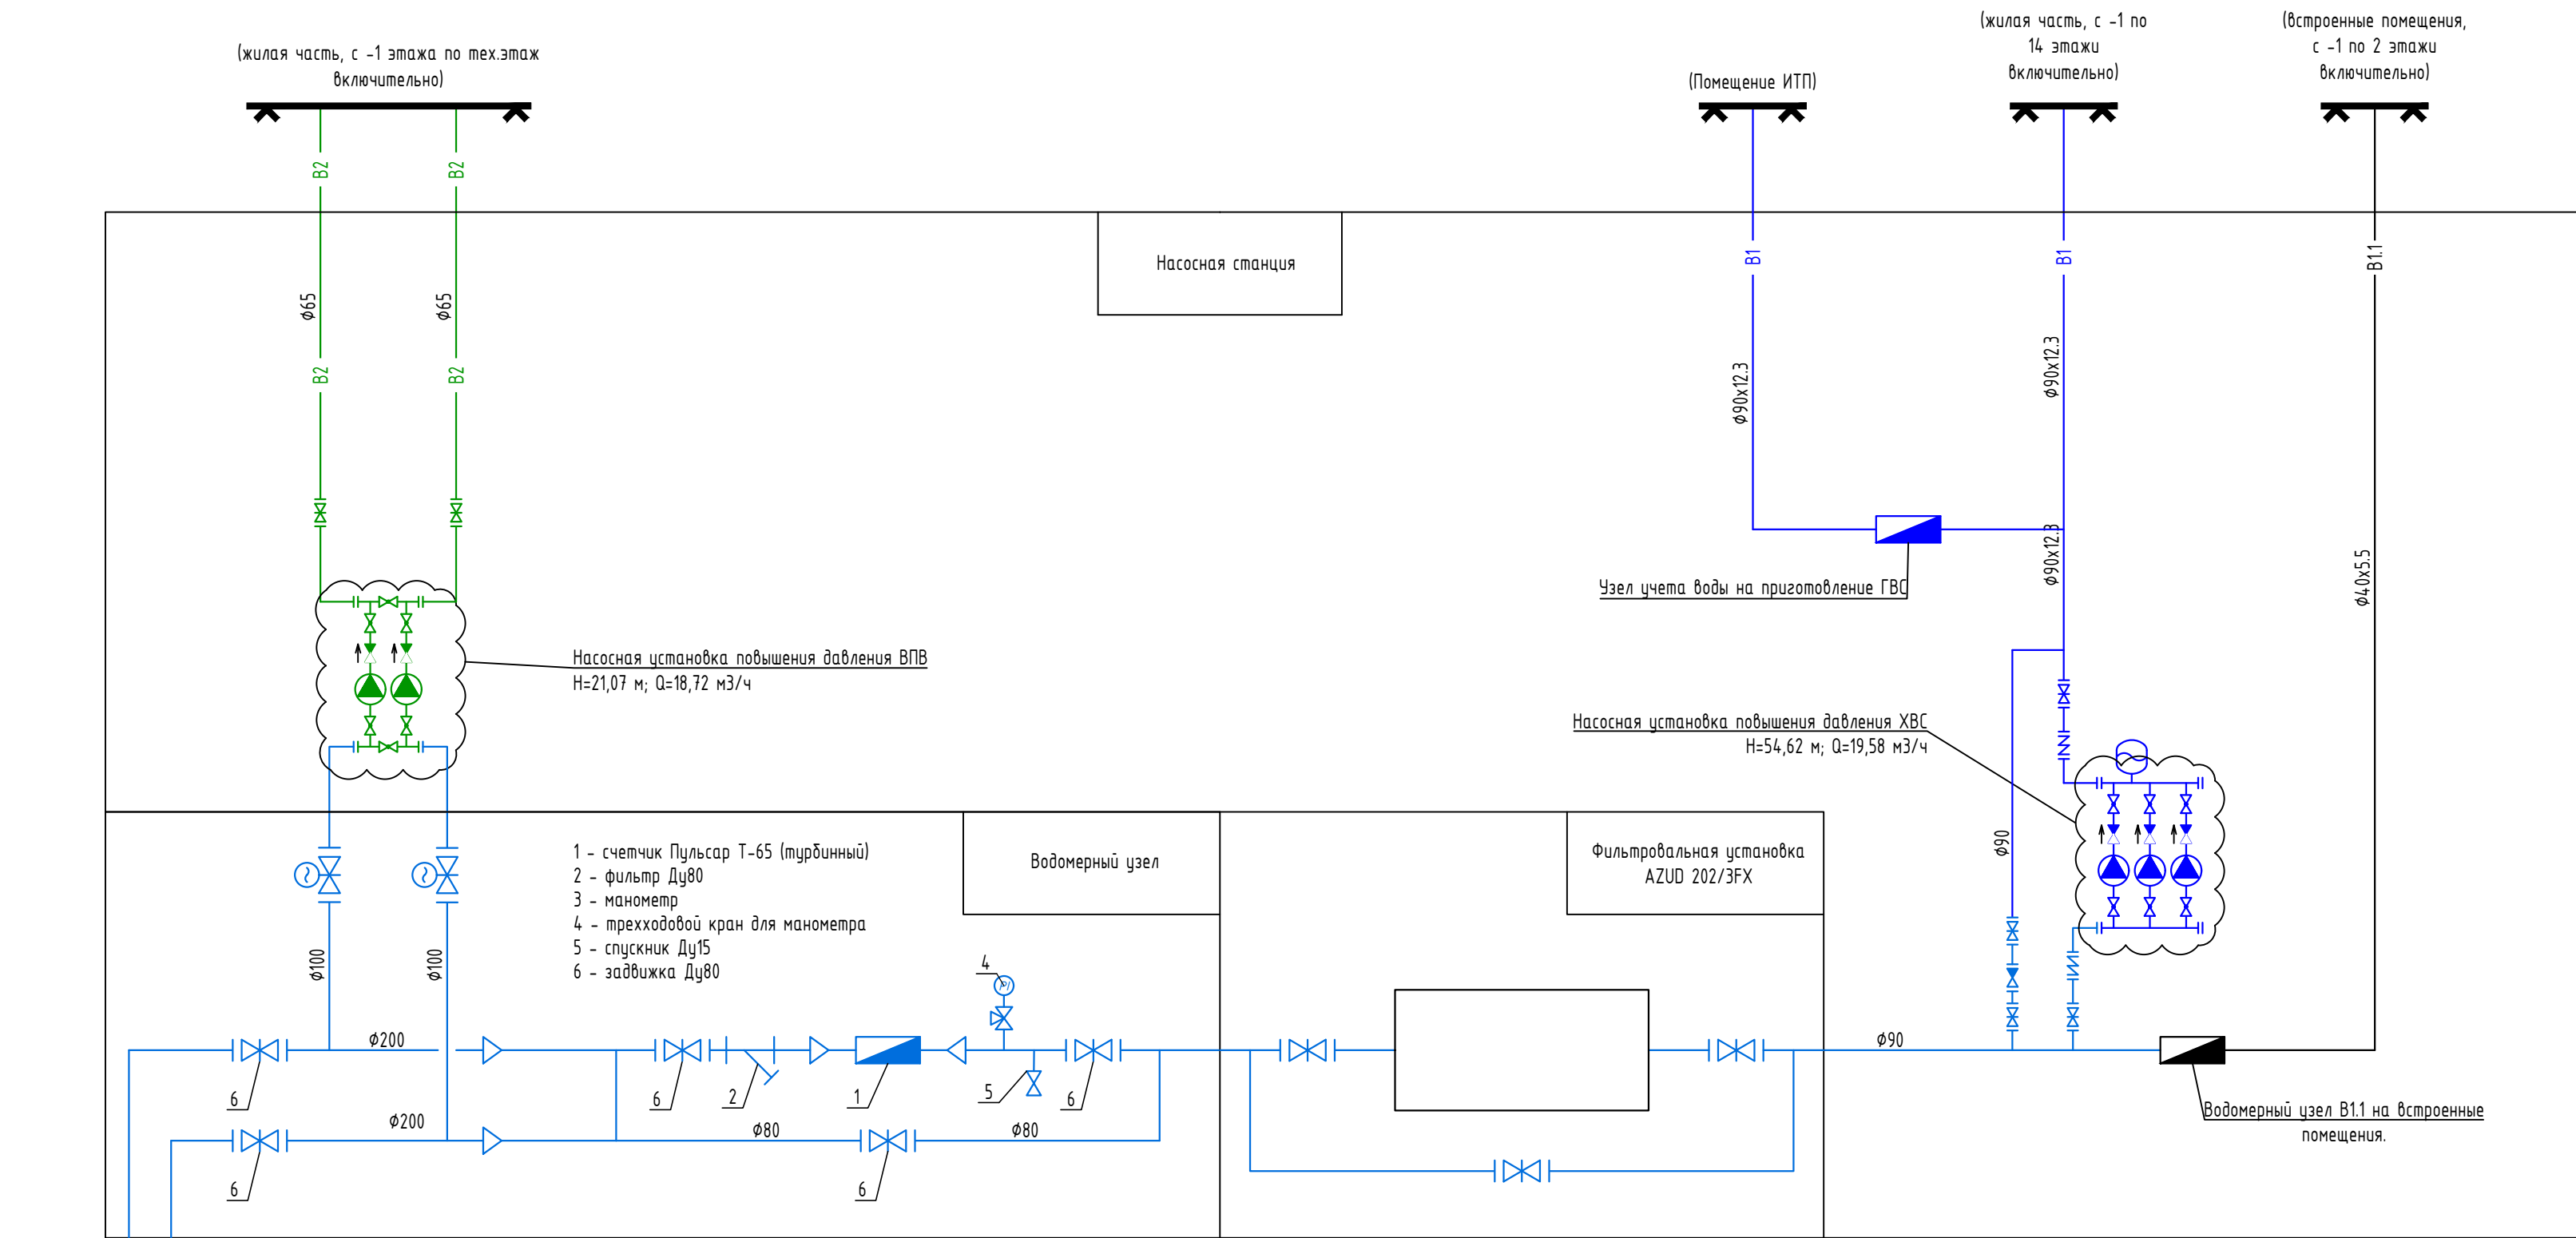 (жилая часть, с -1 этажа по тех.этаж
включительно)
(Помещение ИТП)
(жилая часть, с -1 по
14 этажи
включительно)
(встроенные помещения,
с -1 по 2 этажи
включительно)
В2
В2
Насосная станция
В1
В1
В1.1
ф65
ф65
В2
В2
ф90х12.3
ф90х12.3
ф90х12.3
ф40х5.5
Узел учета воды на приготовление ГВС
Насосная установка повышения давления ВПВ
Н=21,07 м; Q=18,72 м3/ч
Насосная установка повышения давления ХВС
Н=54,62 м; Q=19,58 м3/ч
ф90
1 - счетчик Пульсар Т-65 (турбинный)
2 - фильтр Ду80
3 - манометр
4 - трехходовой кран для манометра
5 - спускник Ду15
6 - задвижка Ду80
Водомерный узел
Фильтровальная установка
AZUD 202/3FX
ф100
ф100
4
PI
ф200
ф90
6
6
2
1
5
6
ф200
ф80
ф80
6
6
Водомерный узел В1.1 на встроенные
помещения.